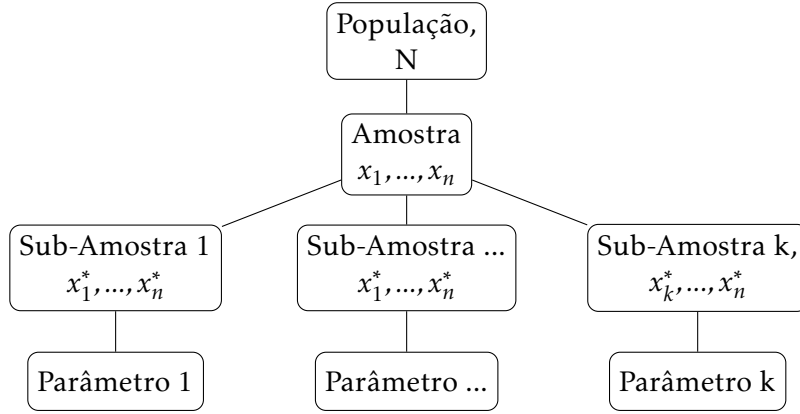 População,
N
Amostra
x₁, ..., xₙ
Sub-Amostra 1
x₁*, ..., xₙ*
Sub-Amostra ...
x₁*, ..., xₙ*
Sub-Amostra k,
xₖ*, ..., xₙ*
Parâmetro 1
Parâmetro ...
Parâmetro k